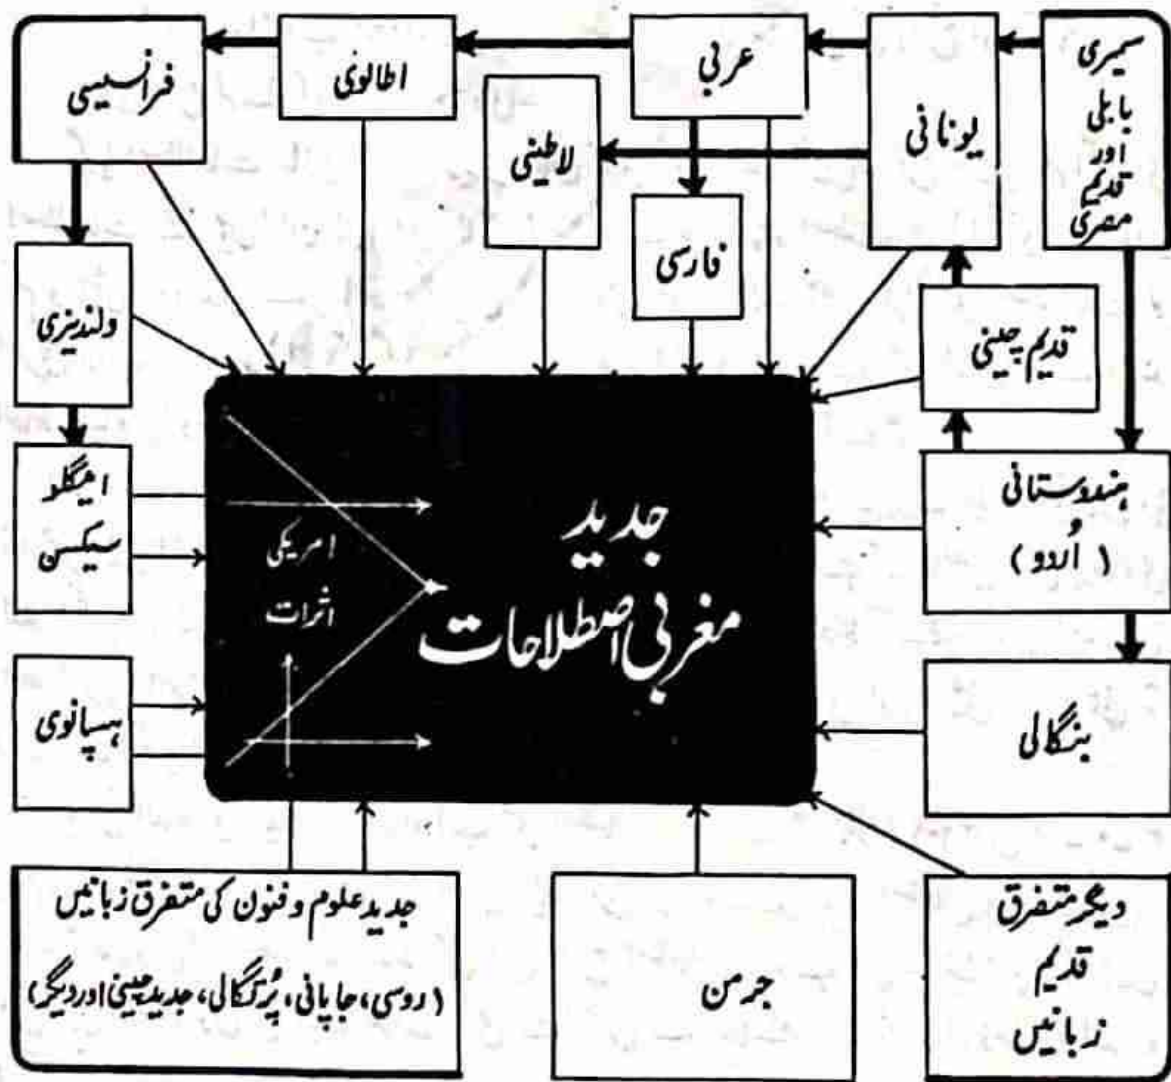 سمیری
بابلی
اور
قدیم
مصری
یونانی
عربی
اطالوی
فرانسیسی
لاطینی
فارسی
ولندیزی
قدیم چینی
اینگلو
سیکسن
ہندوستانی
و
(اُردو)
جدید
مغربی اصطلاحات
امریکی
اثرات
ہسپانوی
بنگالی
دیگر متفرق
قدیم
زبانیں
جرمن
جدید علوم و فنون کی متفرق زبانیں
(روسی، جاپانی، پُرتگالی، جدید چینی اور دیگر)